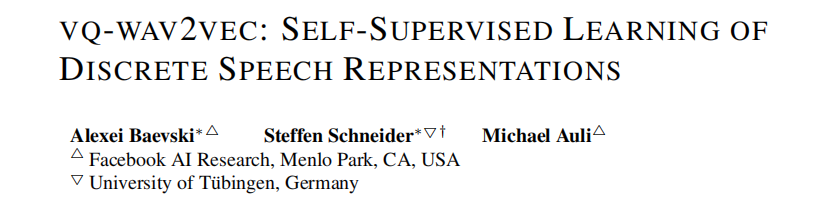 VQ-WAV2VEC: SELF-SUPERVISED LEARNING OF
DISCRETE SPEECH REPRESENTATIONS
Alexei Baevski*△ Steffen Schneider*▽† Michael Auli△
△ Facebook AI Research, Menlo Park, CA, USA
▽ University of Tübingen, Germany